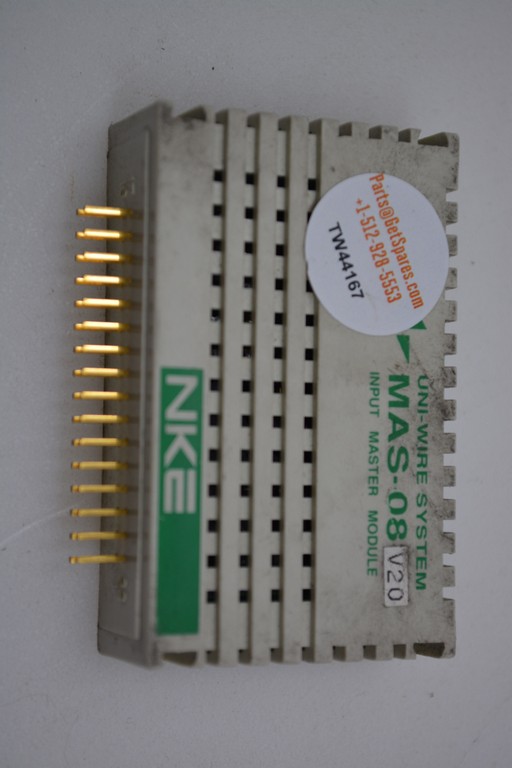 Parts@GetSpares.com
+1-512-928-5553
TW44167
UNI-WIRE SYSTEM
MAS-08 V20
INPUT MASTER MODULE
NKE